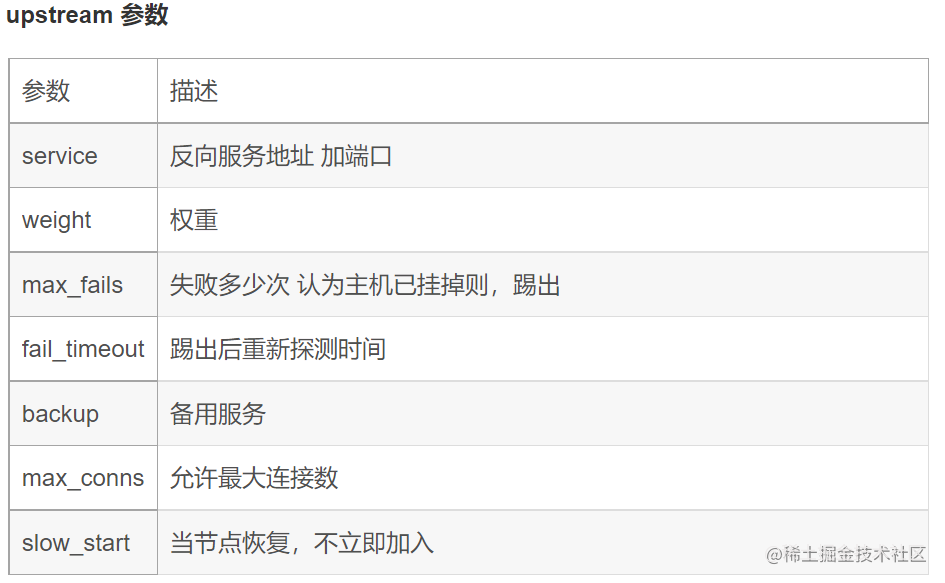 upstream 参数
参数 描述
service 反向服务地址 加端口
weight 权重
max_fails 失败多少次 认为主机已挂掉则，踢出
fail_timeout 踢出后重新探测时间
backup 备用服务
max_conns 允许最大连接数
slow_start 当节点恢复，不立即加入
@稀土掘金技术社区